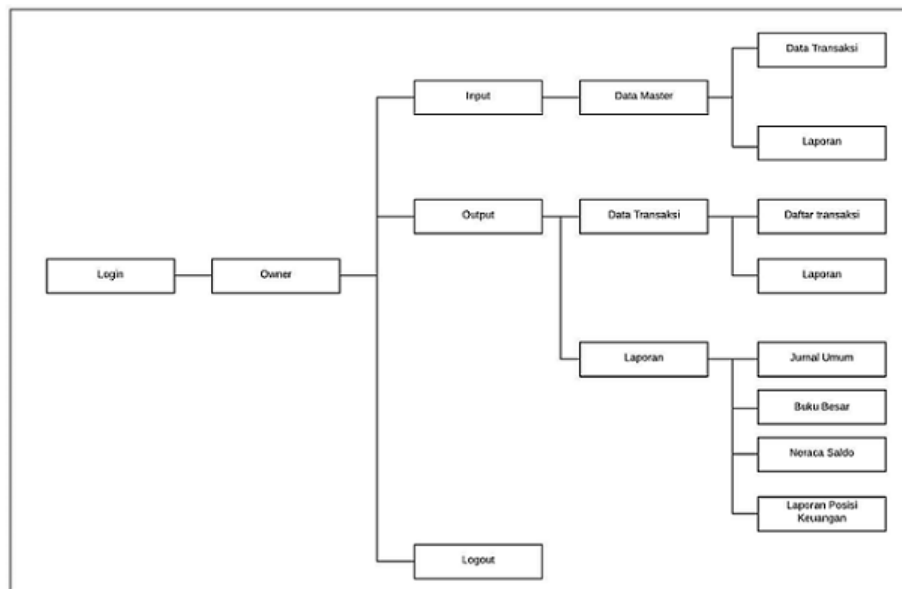 Data Transaksi
Input
Data Master
Laporan
Output
Data Transaksi
Daftar transaksi
Login
Owner
Laporan
Laporan
Jurnal Umum
Buku Besar
Neraca Saldo
Laporan Posisi
Keuangan
Logout